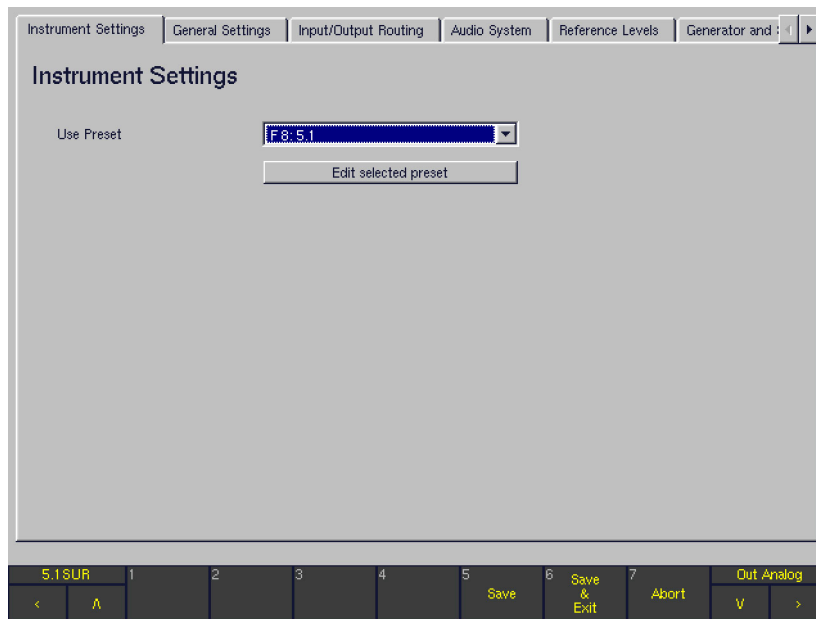 Instrument Settings General Settings Input/Output Routing Audio System Reference Levels Generator and
Instrument Settings
Use Preset F 8: 5.1
Edit selected preset
5.1SUR 1 2 3 4 5 6 7 Out Analog
< Λ Save Save & Exit Abort V >